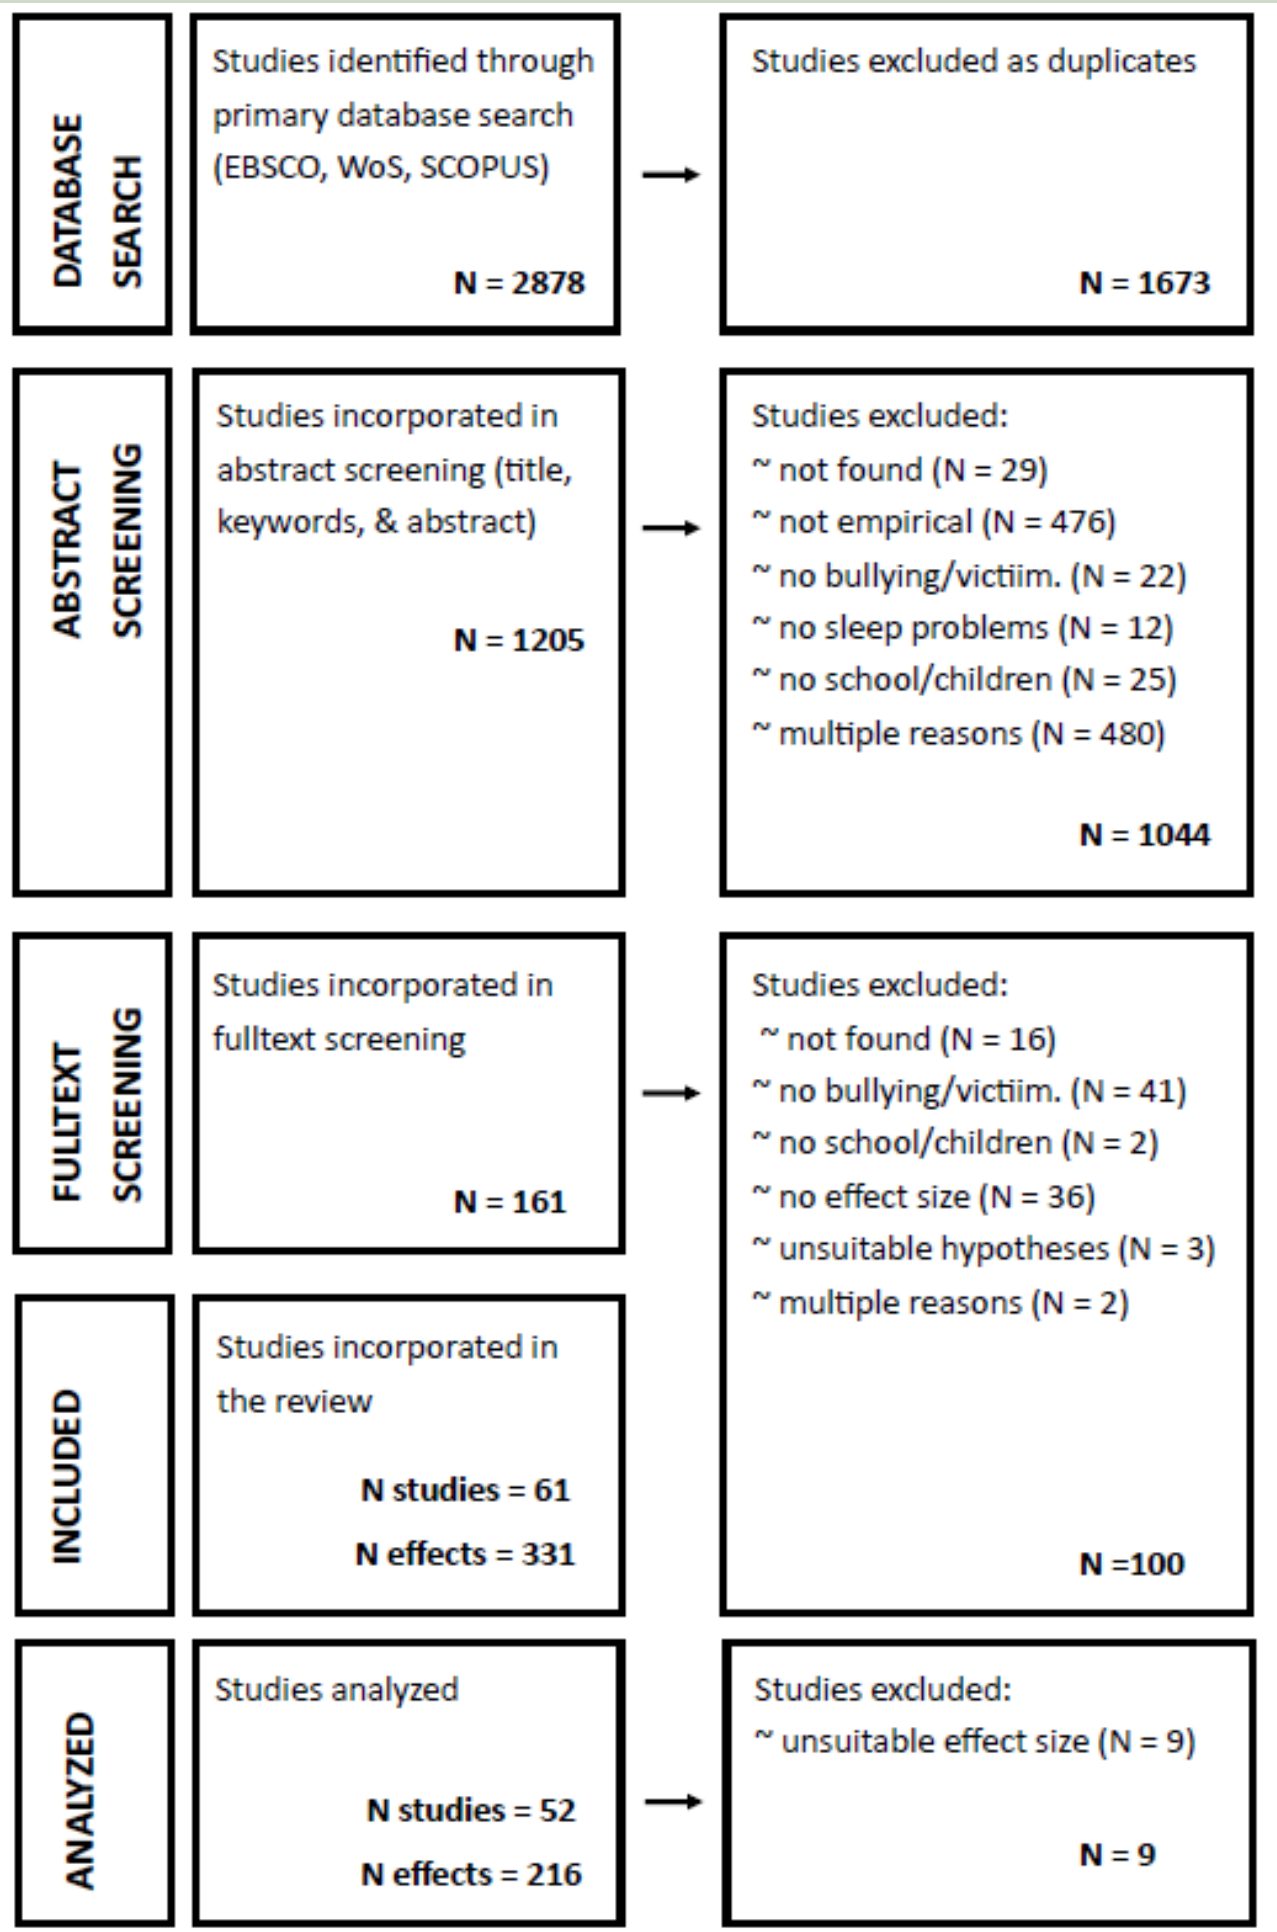 DATABASE
SEARCH
Studies identified through
primary database search
(EBSCO, WoS, SCOPUS)
N = 2878
Studies excluded as duplicates
N = 1673
ABSTRACT
SCREENING
Studies incorporated in
abstract screening (title,
keywords, & abstract)
N = 1205
Studies excluded:
~ not found (N = 29)
~ not empirical (N = 476)
~ no bullying/victiim. (N = 22)
~ no sleep problems (N = 12)
~ no school/children (N = 25)
~ multiple reasons (N = 480)
N = 1044
FULLTEXT
SCREENING
Studies incorporated in
fulltext screening
N = 161
Studies excluded:
~ not found (N = 16)
~ no bullying/victiim. (N = 41)
~ no school/children (N = 2)
~ no effect size (N = 36)
~ unsuitable hypotheses (N = 3)
~ multiple reasons (N = 2)
N =100
INCLUDED
Studies incorporated in
the review
N studies = 61
N effects = 331
ANALYZED
Studies analyzed
N studies = 52
N effects = 216
Studies excluded:
~ unsuitable effect size (N = 9)
N = 9